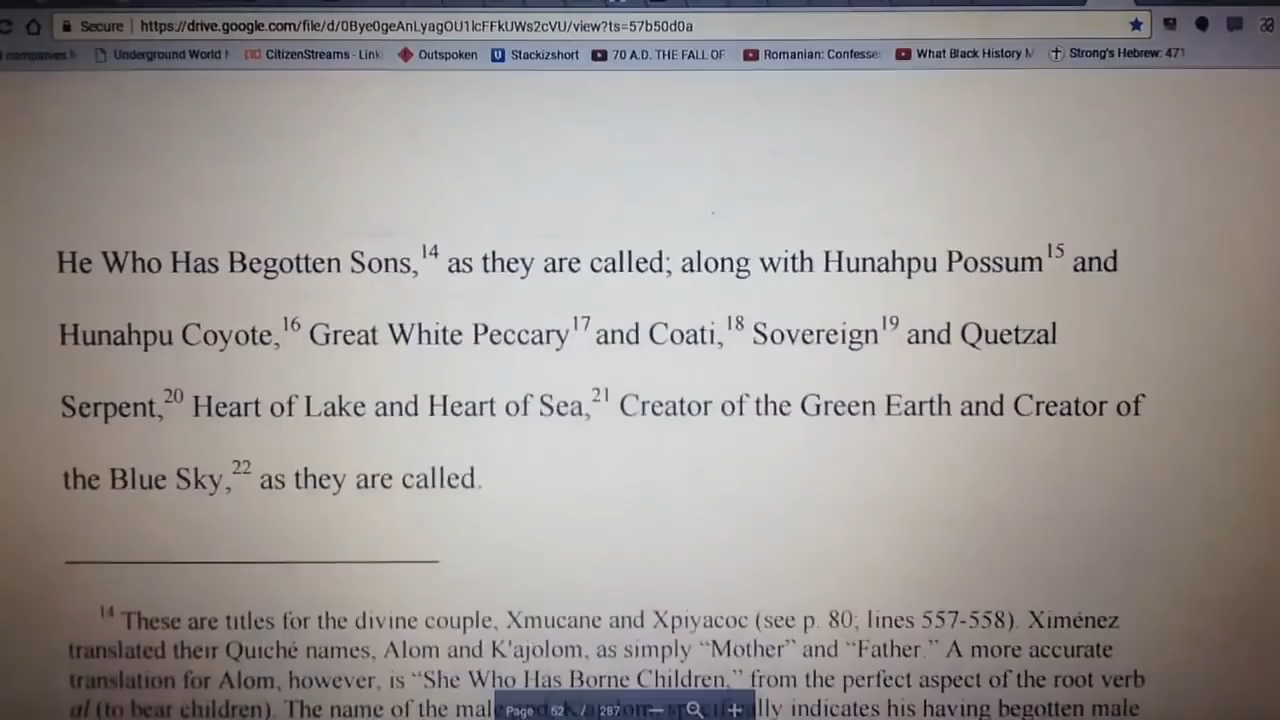 Secure | https://drive.google.com/file/d/0Bye0geAnLyagOU1lcFFkUWs2cVU/view?ts=57b50d0a
companies Underground World CitizenStreams - Link Outspoken Stackizshort 70 A.D. THE FALL OF Romanian: Confesse What Black History M Strong's Hebrew: 471
He Who Has Begotten Sons,14 as they are called; along with Hunahpu Possum15 and
Hunahpu Coyote,16 Great White Peccary17 and Coati,18 Sovereign19 and Quetzal
Serpent,20 Heart of Lake and Heart of Sea,21 Creator of the Green Earth and Creator of
the Blue Sky,22 as they are called.
14 These are titles for the divine couple, Xmucane and Xpiyacoc (see p. 80; lines 557-558). Ximénez
translated their Quiché names, Alom and K'ajolom, as simply “Mother” and “Father.” A more accurate
translation for Alom, however, is “She Who Has Borne Children,” from the perfect aspect of the root verb
al (to bear children). The name of the mal ally indicates his having begotten male
Page 62 / 287